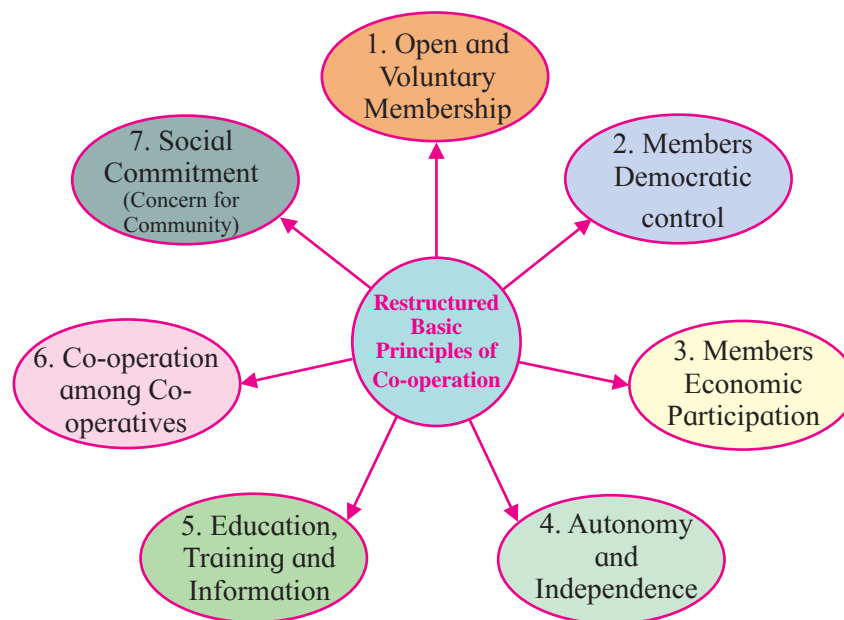 1. Open and
Voluntary
Membership
2. Members
Democratic
control
3. Members
Economic
Participation
4. Autonomy
and
Independence
5. Education,
Training and
Information
6. Co-operation
among Co-
operatives
7. Social
Commitment
(Concern for
Community)
Restructured
Basic
Principles of
Co-operation